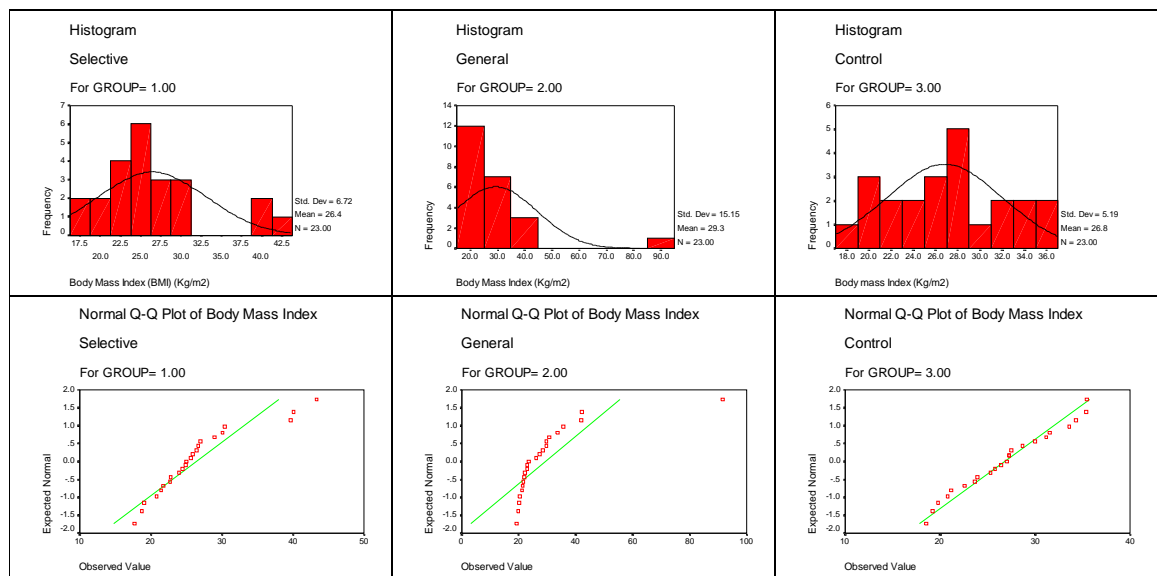 Histogram
Selective
For GROUP= 1.00
7
6
5
4
3
2
1
0
Frequency
17.5
20.0
22.5
25.0
27.5
30.0
32.5
35.0
37.5
40.0
42.5
Std. Dev = 6.72
Mean = 26.4
N = 23.00
Body Mass Index (BMI) (Kg/m2)
Histogram
General
For GROUP= 2.00
14
12
10
8
6
4
2
0
Frequency
20.0
30.0
40.0
50.0
60.0
70.0
80.0
90.0
Std. Dev = 15.15
Mean = 29.3
N = 23.00
Body Mass Index (Kg/m2)
Histogram
Control
For GROUP= 3.00
6
5
4
3
2
1
0
Frequency
18.0
20.0
22.0
24.0
26.0
28.0
30.0
32.0
34.0
36.0
Std. Dev = 5.19
Mean = 26.8
N = 23.00
Body mass Index (Kg/m2)
Normal Q-Q Plot of Body Mass Index
Selective
For GROUP= 1.00
2.0
1.5
1.0
.5
0.0
-.5
-1.0
-1.5
-2.0
Expected Normal
10
20
30
40
50
Observed Value
Normal Q-Q Plot of Body Mass Index
General
For GROUP= 2.00
2.0
1.5
1.0
.5
0.0
-.5
-1.0
-1.5
-2.0
Expected Normal
0
20
40
60
80
100
Observed Value
Normal Q-Q Plot of Body Mass Index
Control
For GROUP= 3.00
2.0
1.5
1.0
.5
0.0
-.5
-1.0
-1.5
-2.0
Expected Normal
10
20
30
40
Observed Value